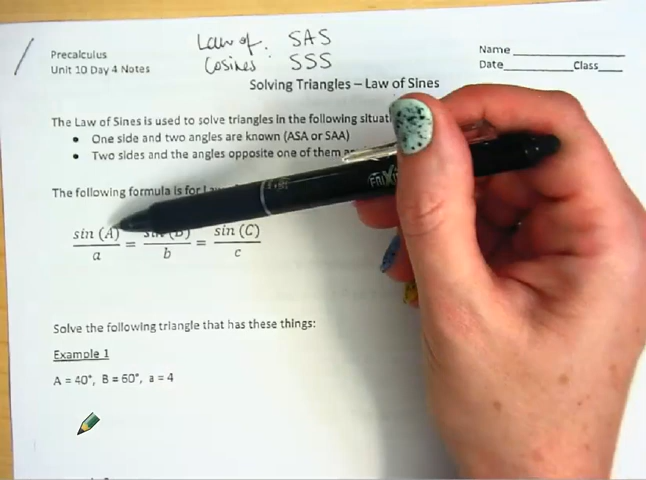 Precalculus
Unit 10 Day 4 Notes
Law of: SAS
Cosines: SSS
Name
Date Class
Solving Triangles – Law of Sines
The Law of Sines is used to solve triangles in the following
• One side and two angles are known (ASA or SAA)
• Two sides and the angles opposite one of them
The following formula is for
sin (A)/a = sin (B)/b = sin (C)/c
Solve the following triangle that has these things:
Example 1
A = 40°, B = 60°, a = 4